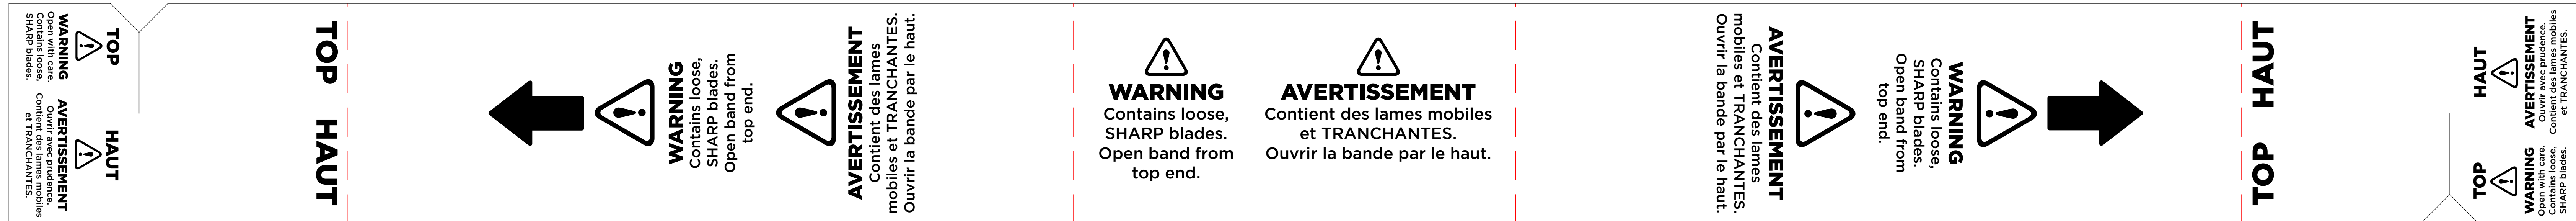 TOP
WARNING
Open with care.
Contains loose,
SHARP blades.
HAUT
AVERTISSEMENT
Ouvrir avec prudence.
Contient des lames mobiles
et TRANCHANTES.
TOP HAUT
WARNING
Contains loose,
SHARP blades.
Open band from
top end.
AVERTISSEMENT
Contient des lames
mobiles et TRANCHANTES.
Ouvrir la bande par le haut.
WARNING
Contains loose,
SHARP blades.
Open band from
top end.
AVERTISSEMENT
Contient des lames mobiles
et TRANCHANTES.
Ouvrir la bande par le haut.
AVERTISSEMENT
Contient des lames
mobiles et TRANCHANTES.
Ouvrir la bande par le haut.
WARNING
Contains loose,
SHARP blades.
Open band from
top end.
TOP HAUT
HAUT
AVERTISSEMENT
Ouvrir avec prudence.
Contient des lames mobiles
et TRANCHANTES.
TOP
WARNING
Open with care.
Contains loose,
SHARP blades.